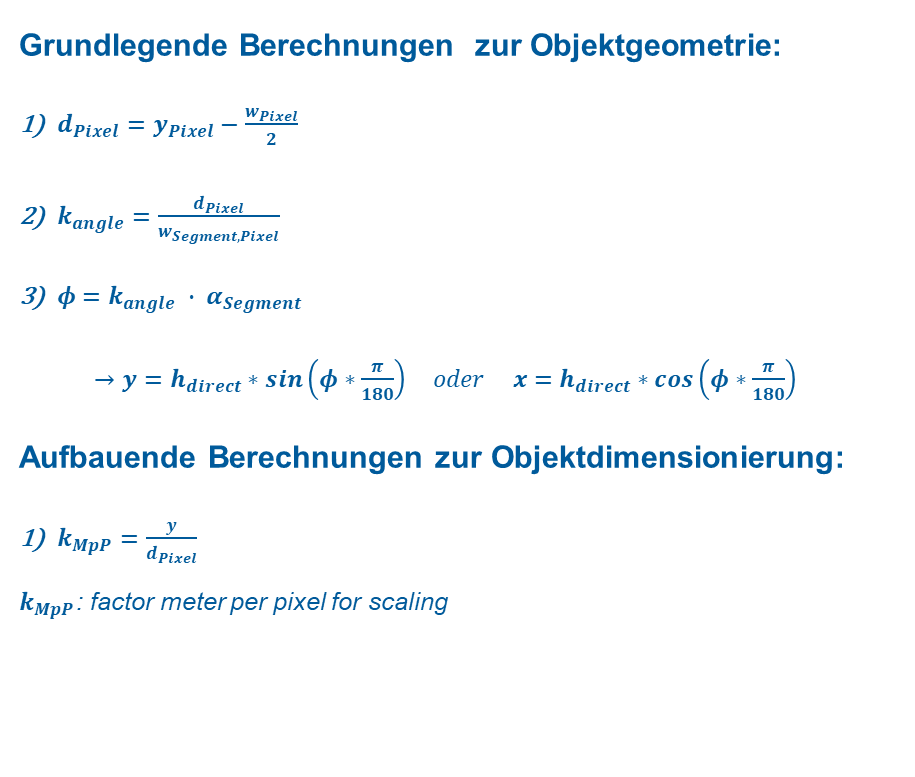 Grundlegende Berechnungen zur Objektgeometrie:
1) d_Pixel = y_Pixel − w_Pixel / 2
2) k_angle = d_Pixel / w_Segment,Pixel
3) ϕ = k_angle · α_Segment
→ y = h_direct * sin(ϕ * π/180) oder x = h_direct * cos(ϕ * π/180)
Aufbauende Berechnungen zur Objektdimensionierung:
1) k_MpP = y / d_Pixel
k_MpP : factor meter per pixel for scaling